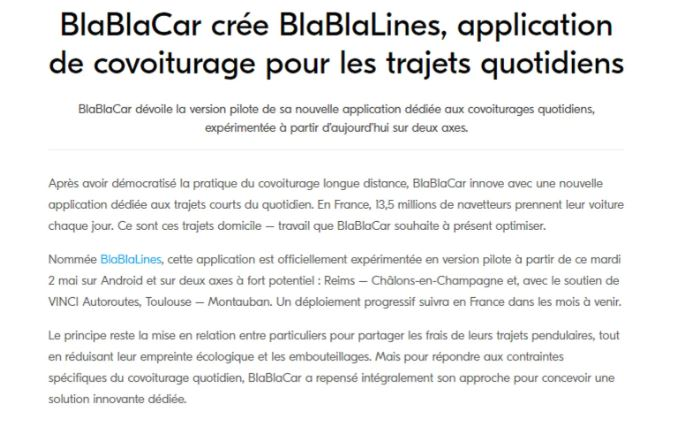 BlaBlaCar crée BlaBlaLines, application
de covoiturage pour les trajets quotidiens
BlaBlaCar dévoile la version pilote de sa nouvelle application dédiée aux covoiturages quotidiens,
expérimentée à partir d'aujourd'hui sur deux axes.
Après avoir démocratisé la pratique du covoiturage longue distance, BlaBlaCar innove avec une nouvelle
application dédiée aux trajets courts du quotidien. En France, 13,5 millions de navetteurs prennent leur voiture
chaque jour. Ce sont ces trajets domicile – travail que BlaBlaCar souhaite à présent optimiser.
Nommée BlaBlaLines, cette application est officiellement expérimentée en version pilote à partir de ce mardi
2 mai sur Android et sur deux axes à fort potentiel : Reims – Châlons-en-Champagne et, avec le soutien de
VINCI Autoroutes, Toulouse – Montauban. Un déploiement progressif suivra en France dans les mois à venir.
Le principe reste la mise en relation entre particuliers pour partager les frais de leurs trajets pendulaires, tout
en réduisant leur empreinte écologique et les embouteillages. Mais pour répondre aux contraintes
spécifiques du covoiturage quotidien, BlaBlaCar a repensé intégralement son approche pour concevoir une
solution innovante dédiée.